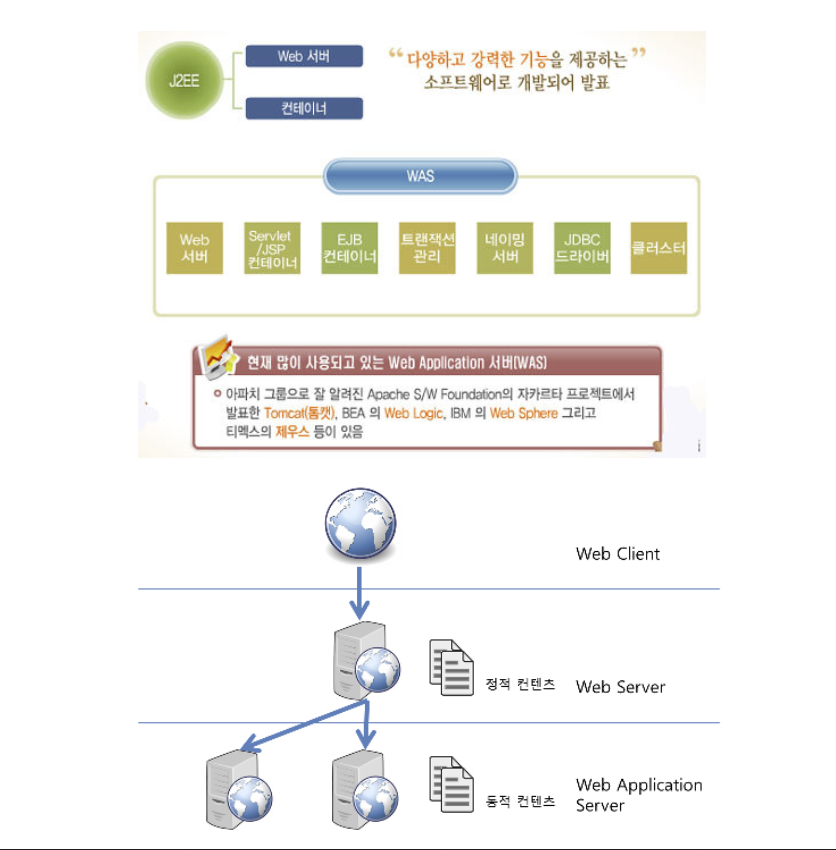 J2EE
Web 서버
컨테이너
“ 다양하고 강력한 기능을 제공하는 ”
소프트웨어로 개발되어 발표
WAS
Web
서버
Servlet
/JSP
컨테이너
EJB
컨테이너
트랜잭션
관리
네이밍
서버
JDBC
드라이버
클러스터
현재 많이 사용되고 있는 Web Application 서버(WAS)
아파치 그룹으로 잘 알려진 Apache S/W Foundation의 자카르타 프로젝트에서
발표한 Tomcat(톰캣), BEA 의 Web Logic, IBM 의 Web Sphere 그리고
티멕스의 제우스 등이 있음
Web Client
정적 컨텐츠
Web Server
동적 컨텐츠
Web Application
Server